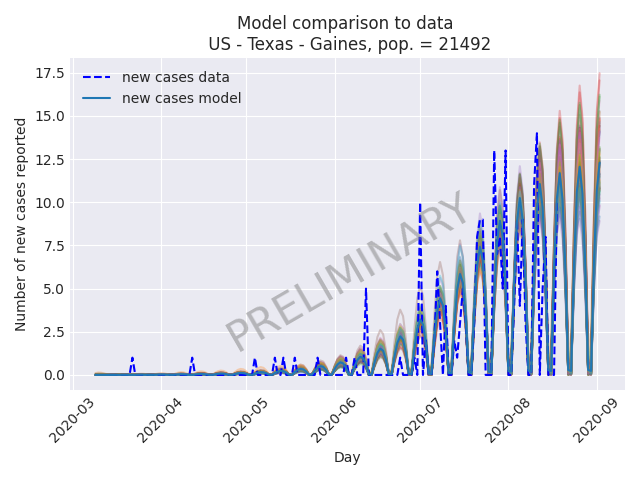 Model comparison to data
US - Texas - Gaines, pop. = 21492
new cases data
new cases model
PRELIMINARY
Number of new cases reported
17.5
15.0
12.5
10.0
7.5
5.0
2.5
0.0
2020-03
2020-04
2020-05
2020-06
2020-07
2020-08
2020-09
Day